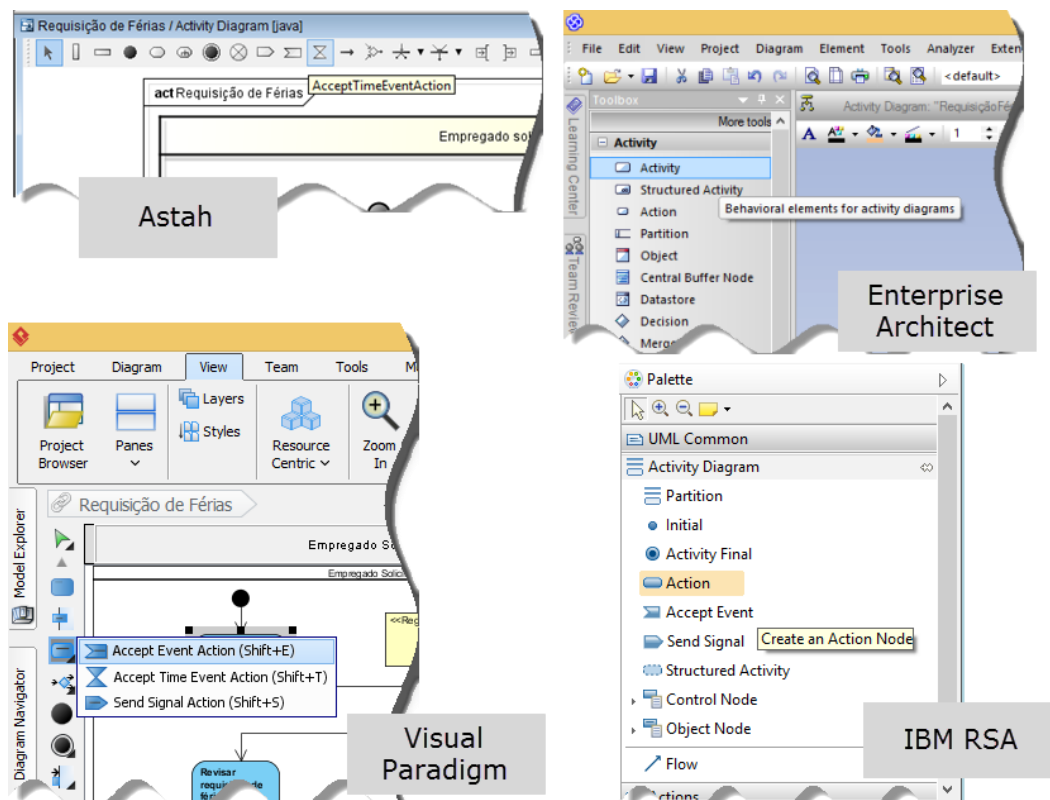 Requisição de Férias / Activity Diagram [java]
AcceptTimeEventAction
act Requisição de Férias
Empregado
Astah
File Edit View Project Diagram Element Tools Analyzer
<default>
Toolbox
Activity Diagram:
More tools
Learning Center
Activity
Activity
Structured Activity
Action
Behavioral elements for activity diagrams
Partition
Object
Central Buffer Node
Datastore
Decision
Team
1
Enterprise
Architect
Project Diagram View Team Tools
Layers
Styles
Project
Browser
Panes
Resource
Centric
Zoom
In
Requisição de Férias
Model Explorer
Empregado
Empregado
Accept Event Action (Shift+E)
Accept Time Event Action (Shift+T)
Send Signal Action (Shift+S)
Diagram Navigator
Revisar
de
Visual
Paradigm
Palette
UML Common
Activity Diagram
Partition
Initial
Activity Final
Action
Accept Event
Send Signal
Create an Action Node
Structured Activity
Control Node
Object Node
Flow
IBM RSA